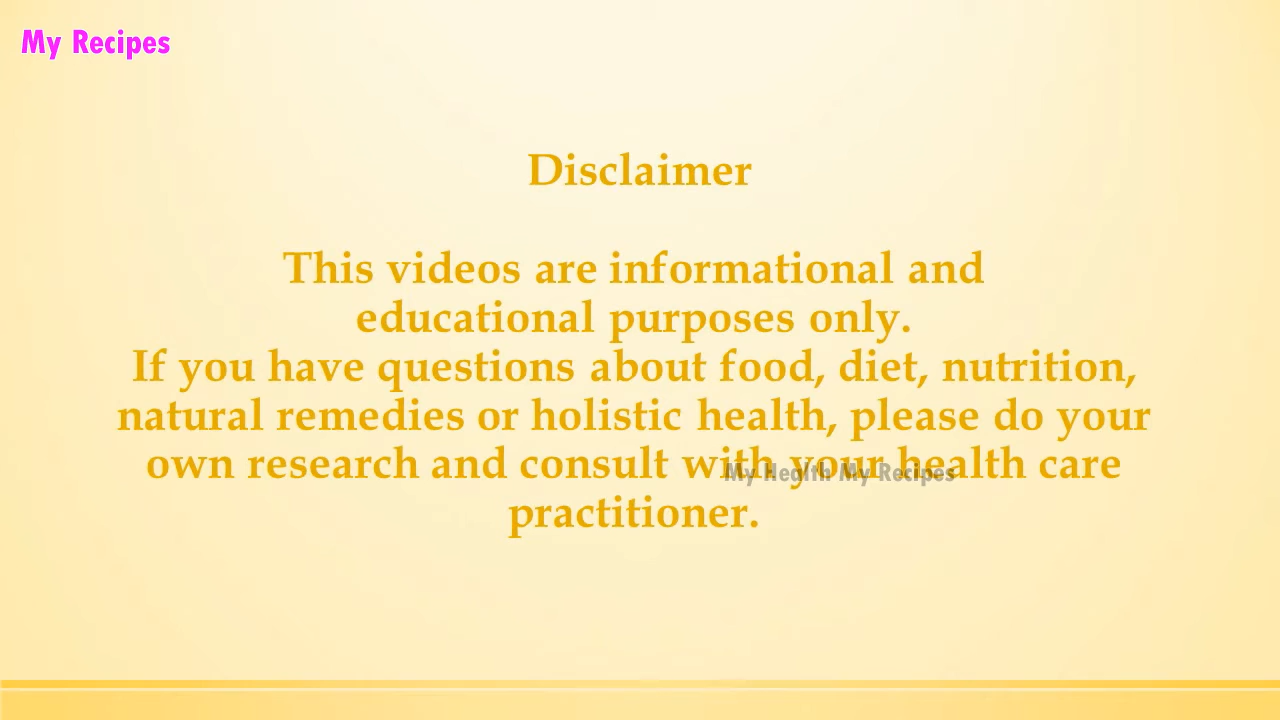 My Recipes
Disclaimer
This videos are informational and
educational purposes only.
If you have questions about food, diet, nutrition,
natural remedies or holistic health, please do your
own research and consult with your health care
My Health My Recipes
practitioner.